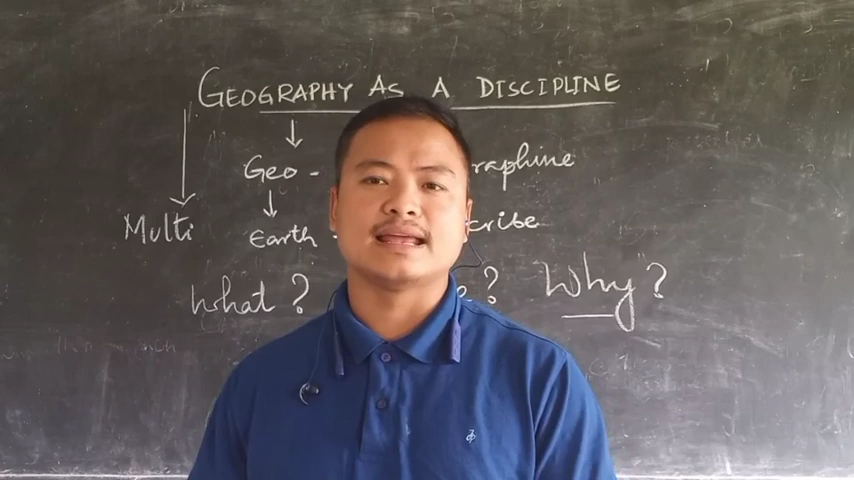 GEOGRAPHY AS A DISCIPLINE
Geo - raphine
Multi Earth cribe
What? ? Why?